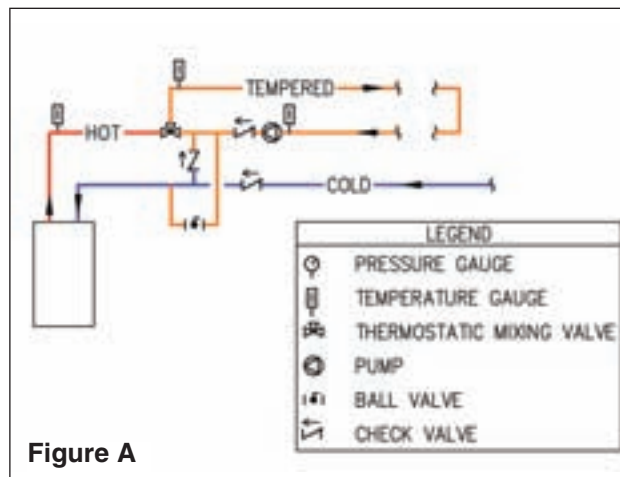 TEMPERED
HOT
COLD
LEGEND
PRESSURE GAUGE
TEMPERATURE GAUGE
THERMOSTATIC MIXING VALVE
PUMP
BALL VALVE
CHECK VALVE
Figure A